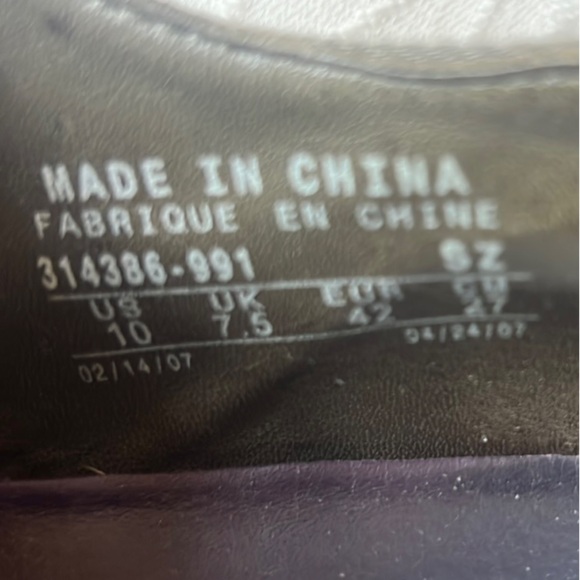 MADE IN CHINA
FABRIQUE EN CHINE
314386-991 SZ
US UK EUR CM
10 7.5 42 27
02/14/07 04/24/07